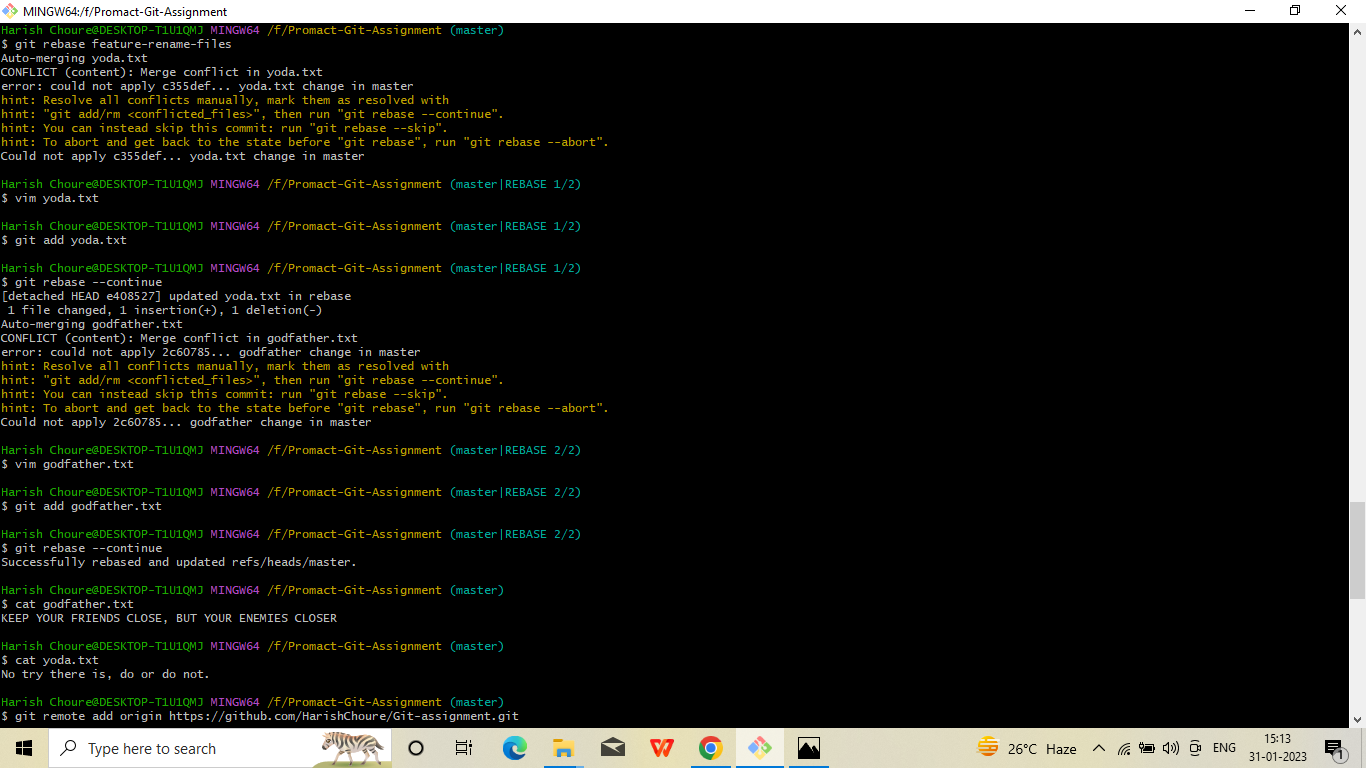 MINGW64:/f/Promact-Git-Assignment
Harish Choure@DESKTOP-T1U1QMJ MINGW64 /f/Promact-Git-Assignment (master)
$ git rebase feature-rename-files
Auto-merging yoda.txt
CONFLICT (content): Merge conflict in yoda.txt
error: could not apply c355def... yoda.txt change in master
hint: Resolve all conflicts manually, mark them as resolved with
hint: "git add/rm <conflicted_files>", then run "git rebase --continue".
hint: You can instead skip this commit: run "git rebase --skip".
hint: To abort and get back to the state before "git rebase", run "git rebase --abort".
Could not apply c355def... yoda.txt change in master
Harish Choure@DESKTOP-T1U1QMJ MINGW64 /f/Promact-Git-Assignment (master|REBASE 1/2)
$ vim yoda.txt
Harish Choure@DESKTOP-T1U1QMJ MINGW64 /f/Promact-Git-Assignment (master|REBASE 1/2)
$ git add yoda.txt
Harish Choure@DESKTOP-T1U1QMJ MINGW64 /f/Promact-Git-Assignment (master|REBASE 1/2)
$ git rebase --continue
[detached HEAD e408527] updated yoda.txt in rebase
1 file changed, 1 insertion(+), 1 deletion(-)
Auto-merging godfather.txt
CONFLICT (content): Merge conflict in godfather.txt
error: could not apply 2c60785... godfather change in master
hint: Resolve all conflicts manually, mark them as resolved with
hint: "git add/rm <conflicted_files>", then run "git rebase --continue".
hint: You can instead skip this commit: run "git rebase --skip".
hint: To abort and get back to the state before "git rebase", run "git rebase --abort".
Could not apply 2c60785... godfather change in master
Harish Choure@DESKTOP-T1U1QMJ MINGW64 /f/Promact-Git-Assignment (master|REBASE 2/2)
$ vim godfather.txt
Harish Choure@DESKTOP-T1U1QMJ MINGW64 /f/Promact-Git-Assignment (master|REBASE 2/2)
$ git add godfather.txt
Harish Choure@DESKTOP-T1U1QMJ MINGW64 /f/Promact-Git-Assignment (master|REBASE 2/2)
$ git rebase --continue
Successfully rebased and updated refs/heads/master.
Harish Choure@DESKTOP-T1U1QMJ MINGW64 /f/Promact-Git-Assignment (master)
$ cat godfather.txt
KEEP YOUR FRIENDS CLOSE, BUT YOUR ENEMIES CLOSER
Harish Choure@DESKTOP-T1U1QMJ MINGW64 /f/Promact-Git-Assignment (master)
$ cat yoda.txt
No try there is, do or do not.
Harish Choure@DESKTOP-T1U1QMJ MINGW64 /f/Promact-Git-Assignment (master)
$ git remote add origin https://github.com/HarishChoure/Git-assignment.git
Type here to search
26°C Haze
ENG
15:13
31-01-2023
1